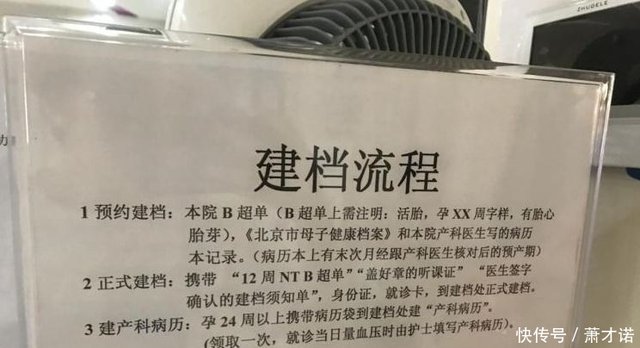 ZHUGELE
力
建档流程
1 预约建档：本院 B 超单（B 超单上需注明：活胎，孕 XX 周字样，有胎心
胎芽），《北京市母子健康档案》和本院产科医生写的病历
本记录。（病历本上有末次月经跟产科医生核对后的预产期）
2 正式建档：携带 “12 周 NT B 超单” “盖好章的听课证” “医生签字
确认的建档须知单”，身份证，就诊卡，到建档处正式建档。
3 建产科病历：孕 24 周以上携带病历袋到建档处建 “产科病历”。
（领取一次，就诊当日量血压时由护士填写产科病历）。
快传号／萧才诺